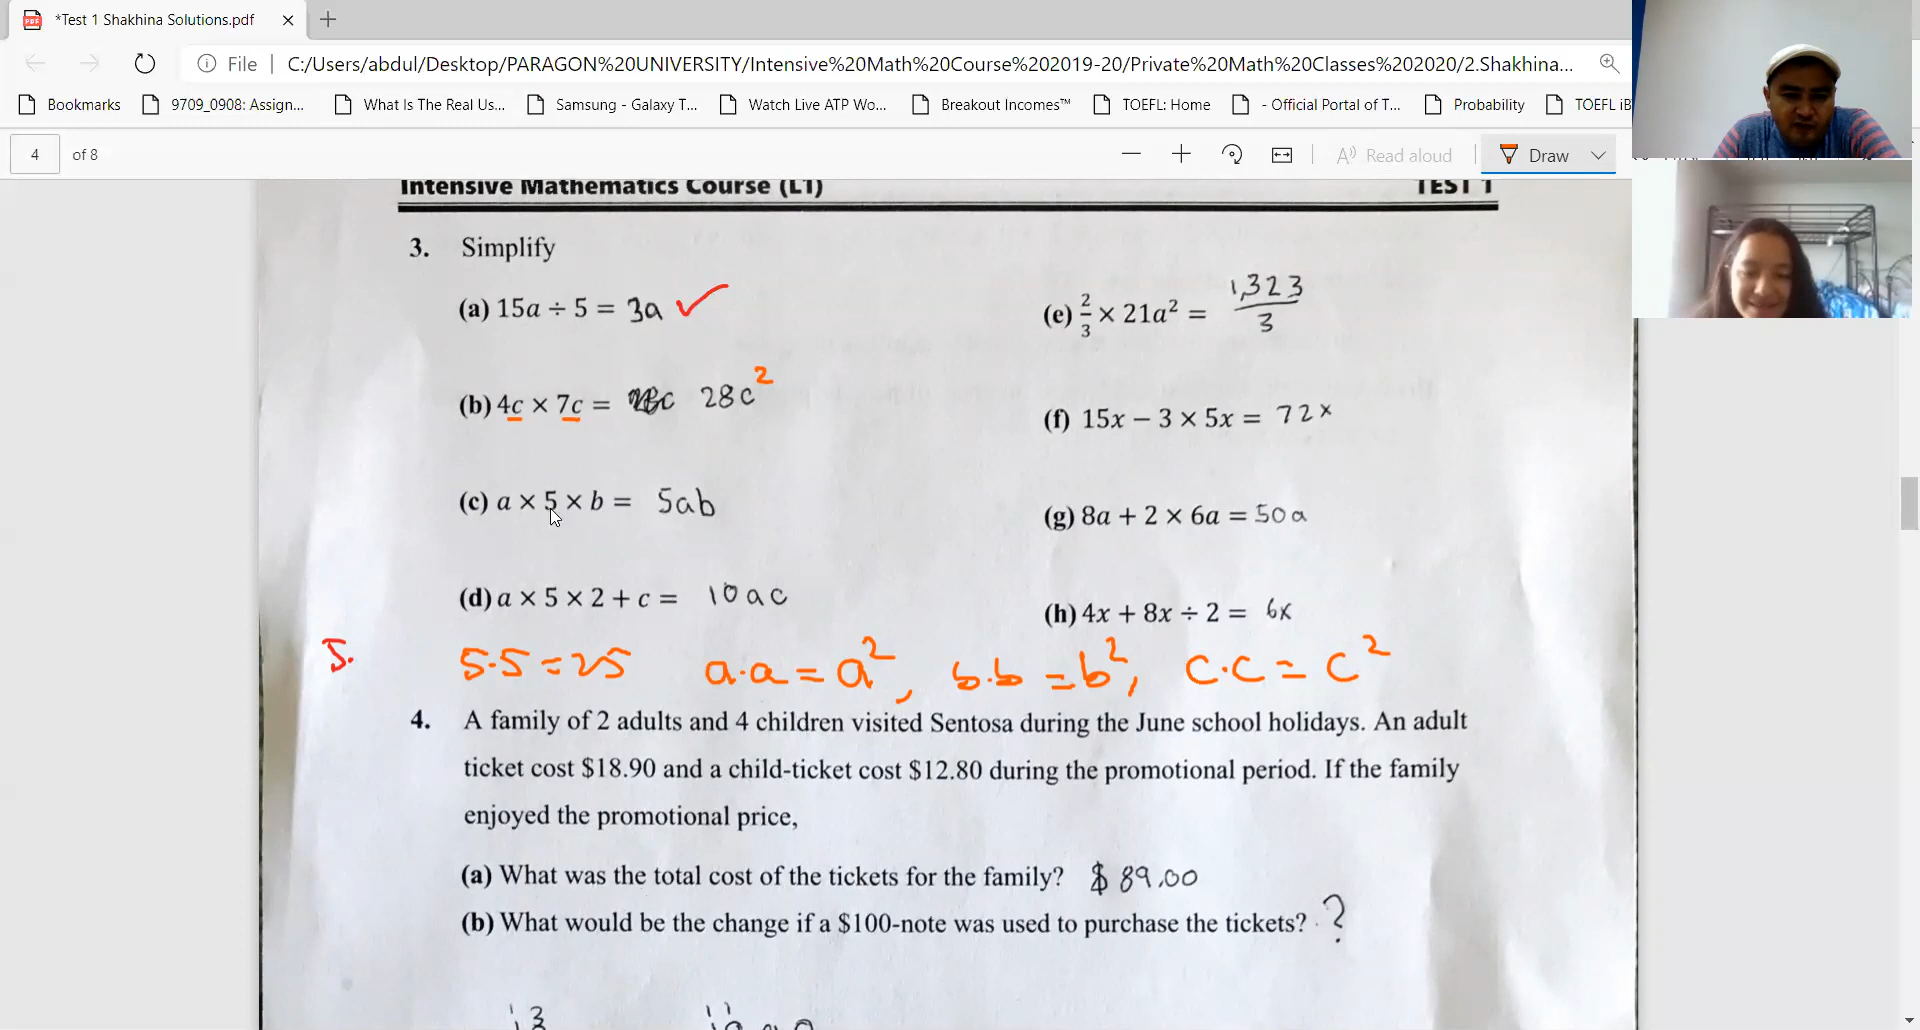 *Test 1 Shakhina Solutions.pdf
File
C:/Users/abdul/Desktop/PARAGON%20UNIVERSITY/Intensive%20Math%20Course%202019-20/Private%20Math%20Classes%202020/2.Shakhina...
Bookmarks 9709_0908: Assign... What Is The Real Us... Samsung - Galaxy T... Watch Live ATP Wo... Breakout Incomes™ TOEFL: Home - Official Portal of T... Probability TOEFL iB
4 of 8 Read aloud Draw
Intensive Mathematics Course (L1) TEST 1
3. Simplify
(a) 15a ÷ 5 = 3a ✓
(b) 4c × 7c = 28c²
(c) a × 5 × b = 5ab
(d) a × 5 × 2 + c = 10ac
(e) 2/3 × 21a² = 1,323/3
(f) 15x − 3 × 5x = 72x
(g) 8a + 2 × 6a = 50a
(h) 4x + 8x ÷ 2 = 6x
5·5=25 a·a=a², b·b=b², c·c=c²
4. A family of 2 adults and 4 children visited Sentosa during the June school holidays. An adult
ticket cost $18.90 and a child-ticket cost $12.80 during the promotional period. If the family
enjoyed the promotional price,
(a) What was the total cost of the tickets for the family? $89.00
(b) What would be the change if a $100-note was used to purchase the tickets? ?